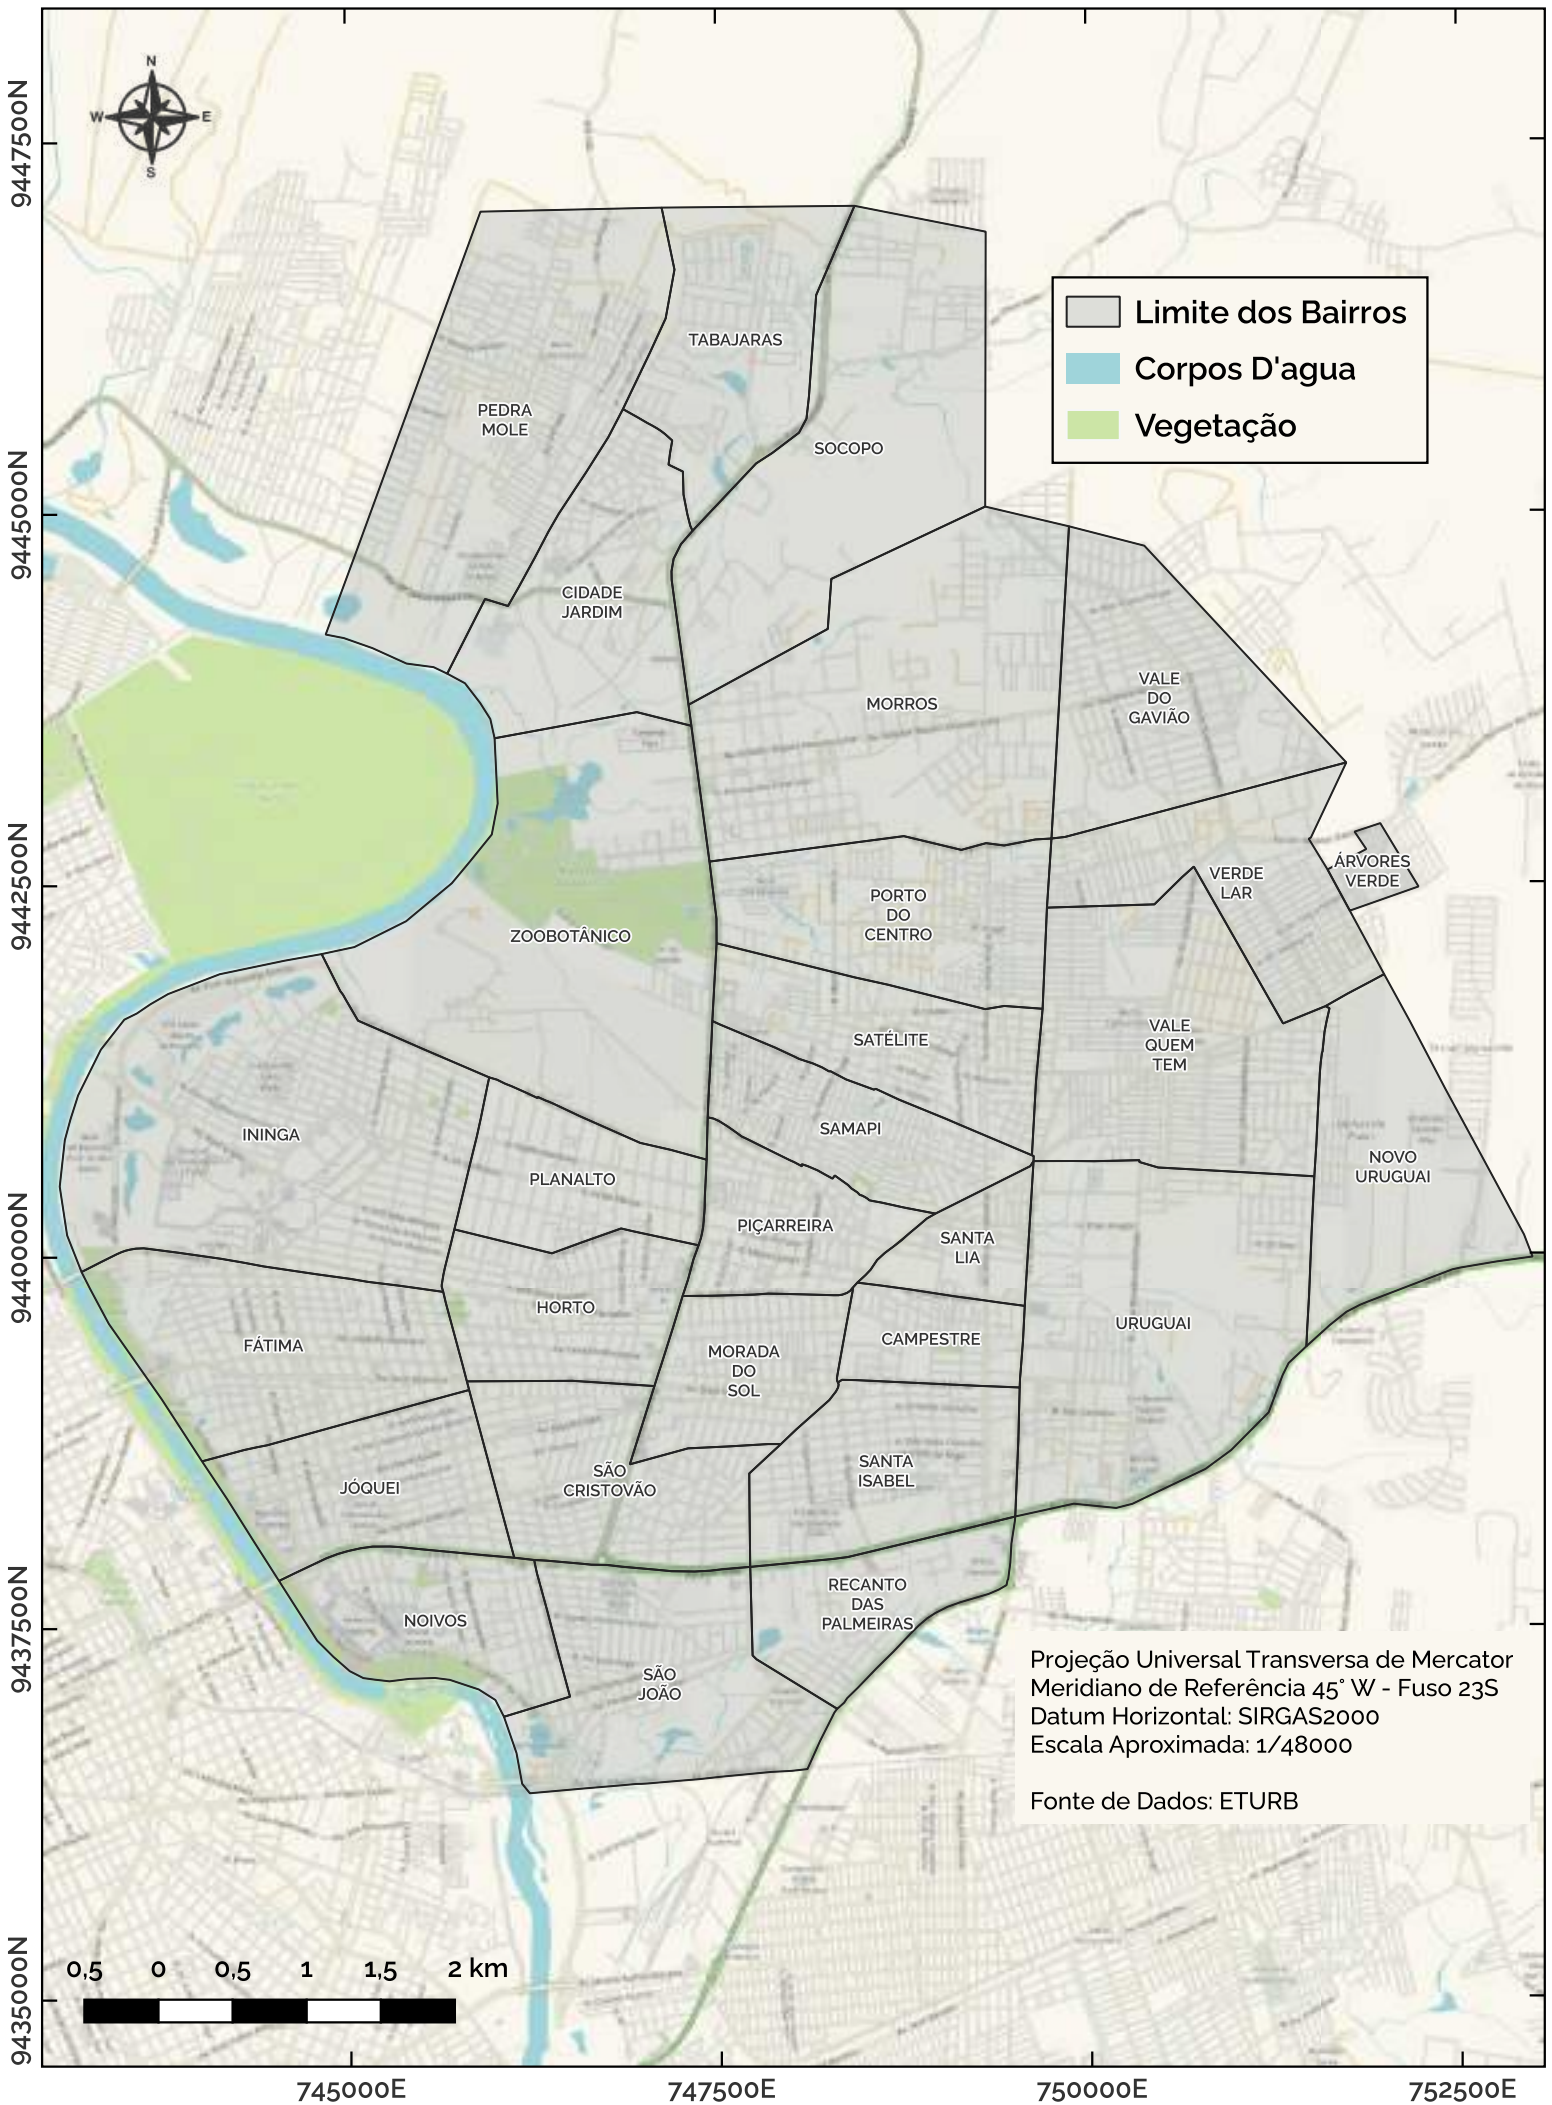 N
W
E
S
9447500N
9445000N
9442500N
9440000N
9437500N
9435000N
Limite dos Bairros
Corpos D'agua
Vegetação
TABAJARAS
PEDRA
MOLE
SOCOPO
CIDADE
JARDIM
MORROS
VALE
DO
GAVIÃO
ÁRVORES
VERDE
VERDE
LAR
PORTO
DO
CENTRO
ZOOBOTÂNICO
SATÉLITE
VALE
QUEM
TEM
SAMAPI
ININGA
NOVO
URUGUAI
PLANALTO
PIÇARREIRA
SANTA
LIA
HORTO
URUGUAI
CAMPESTRE
FÁTIMA
MORADA
DO
SOL
SANTA
ISABEL
SÃO
CRISTOVÃO
JÓQUEI
RECANTO
DAS
PALMEIRAS
NOIVOS
SÃO
JOÃO
Projeção Universal Transversa de Mercator
Meridiano de Referência 45° W - Fuso 23S
Datum Horizontal: SIRGAS2000
Escala Aproximada: 1/48000
Fonte de Dados: ETURB
0,5 0 0,5 1 1,5 2 km
745000E 747500E 750000E 752500E